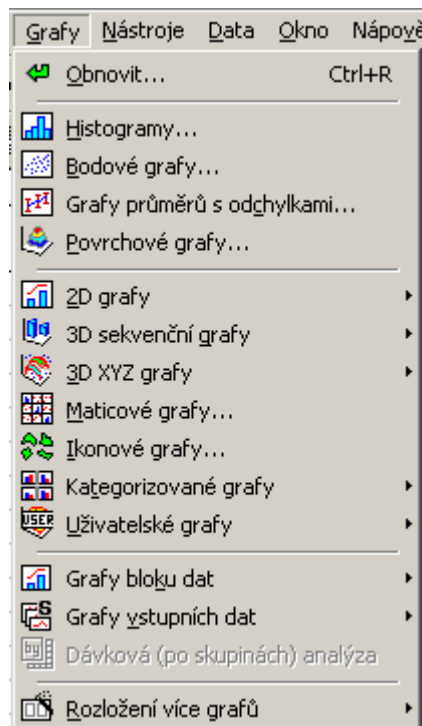 Grafy Nástroje Data Okno
Obnovit... Ctrl+R
Histogramy...
Bodové grafy...
Grafy průměrů s odchylkami...
Povrchové grafy...
2D grafy
3D sekvenční grafy
3D XYZ grafy
Maticové grafy...
Ikonové grafy...
Kategorizované grafy
USER Uživatelské grafy
Grafy bloku dat
S Grafy vstupních dat
by Dávková (po skupinách) analýza
Rozložení více grafů